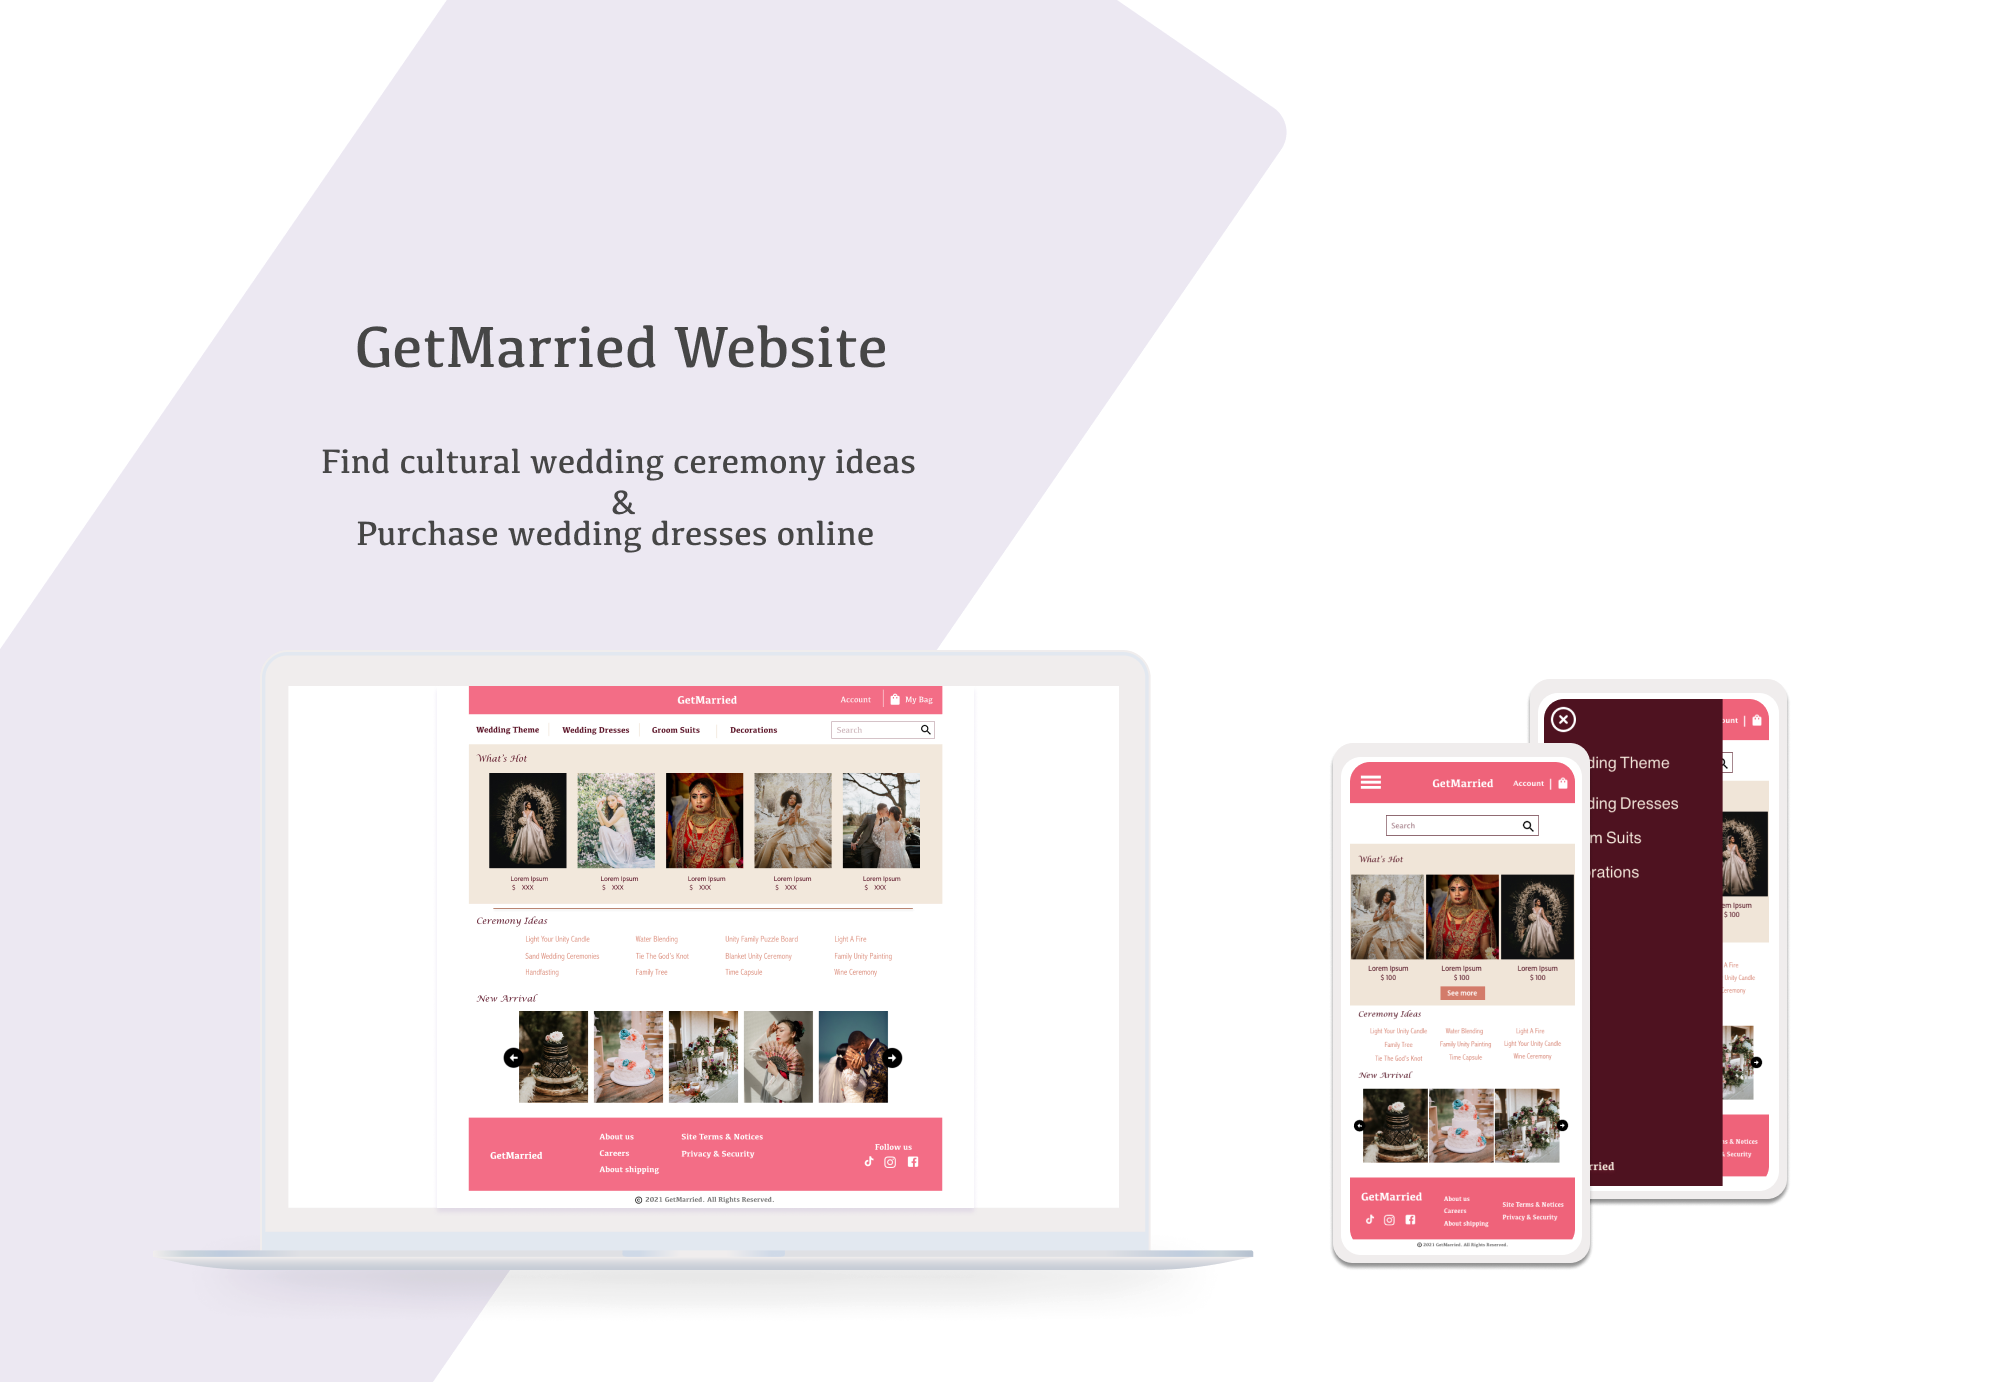 GetMarried Website
Find cultural wedding ceremony ideas
&
Purchase wedding dresses online
GetMarried
Account
My Bag
Wedding Theme
Wedding Dresses
Groom Suits
Decorations
Search
What's Hot
Lorem Ipsum
$ XXX
Lorem Ipsum
$ XXX
Lorem Ipsum
$ XXX
Lorem Ipsum
$ XXX
Lorem Ipsum
$ XXX
Ceremony Ideas
Light Your Unity Candle
Water Blending
Unity Family Puzzle Board
Light A Fire
Sand Wedding Ceremonies
Tie The God's Knot
Blanket Unity Ceremony
Family Unity Painting
Handfasting
Family Tree
Time Capsule
Wine Ceremony
New Arrival
GetMarried
About us
Careers
About shipping
Site Terms & Notices
Privacy & Security
Follow us
© 2021 GetMarried. All Rights Reserved.
GetMarried
Account |
Search
What's Hot
Lorem Ipsum
$ 100
Lorem Ipsum
$ 100
Lorem Ipsum
$ 100
See more
Ceremony Ideas
Light Your Unity Candle
Water Blending
Light A Fire
Family Tree
Family Unity Painting
Light Your Unity Candle
Tie The God's Knot
Time Capsule
Wine Ceremony
New Arrival
GetMarried
About us
Careers
About shipping
Site Terms & Notices
Privacy & Security
© 2021 GetMarried. All Rights Reserved.
ding Theme
ding Dresses
m Suits
rations
rried
unt |
em Ipsum
$ 100
A Fire
Unity Candle
eremony
s & Notices
& Security